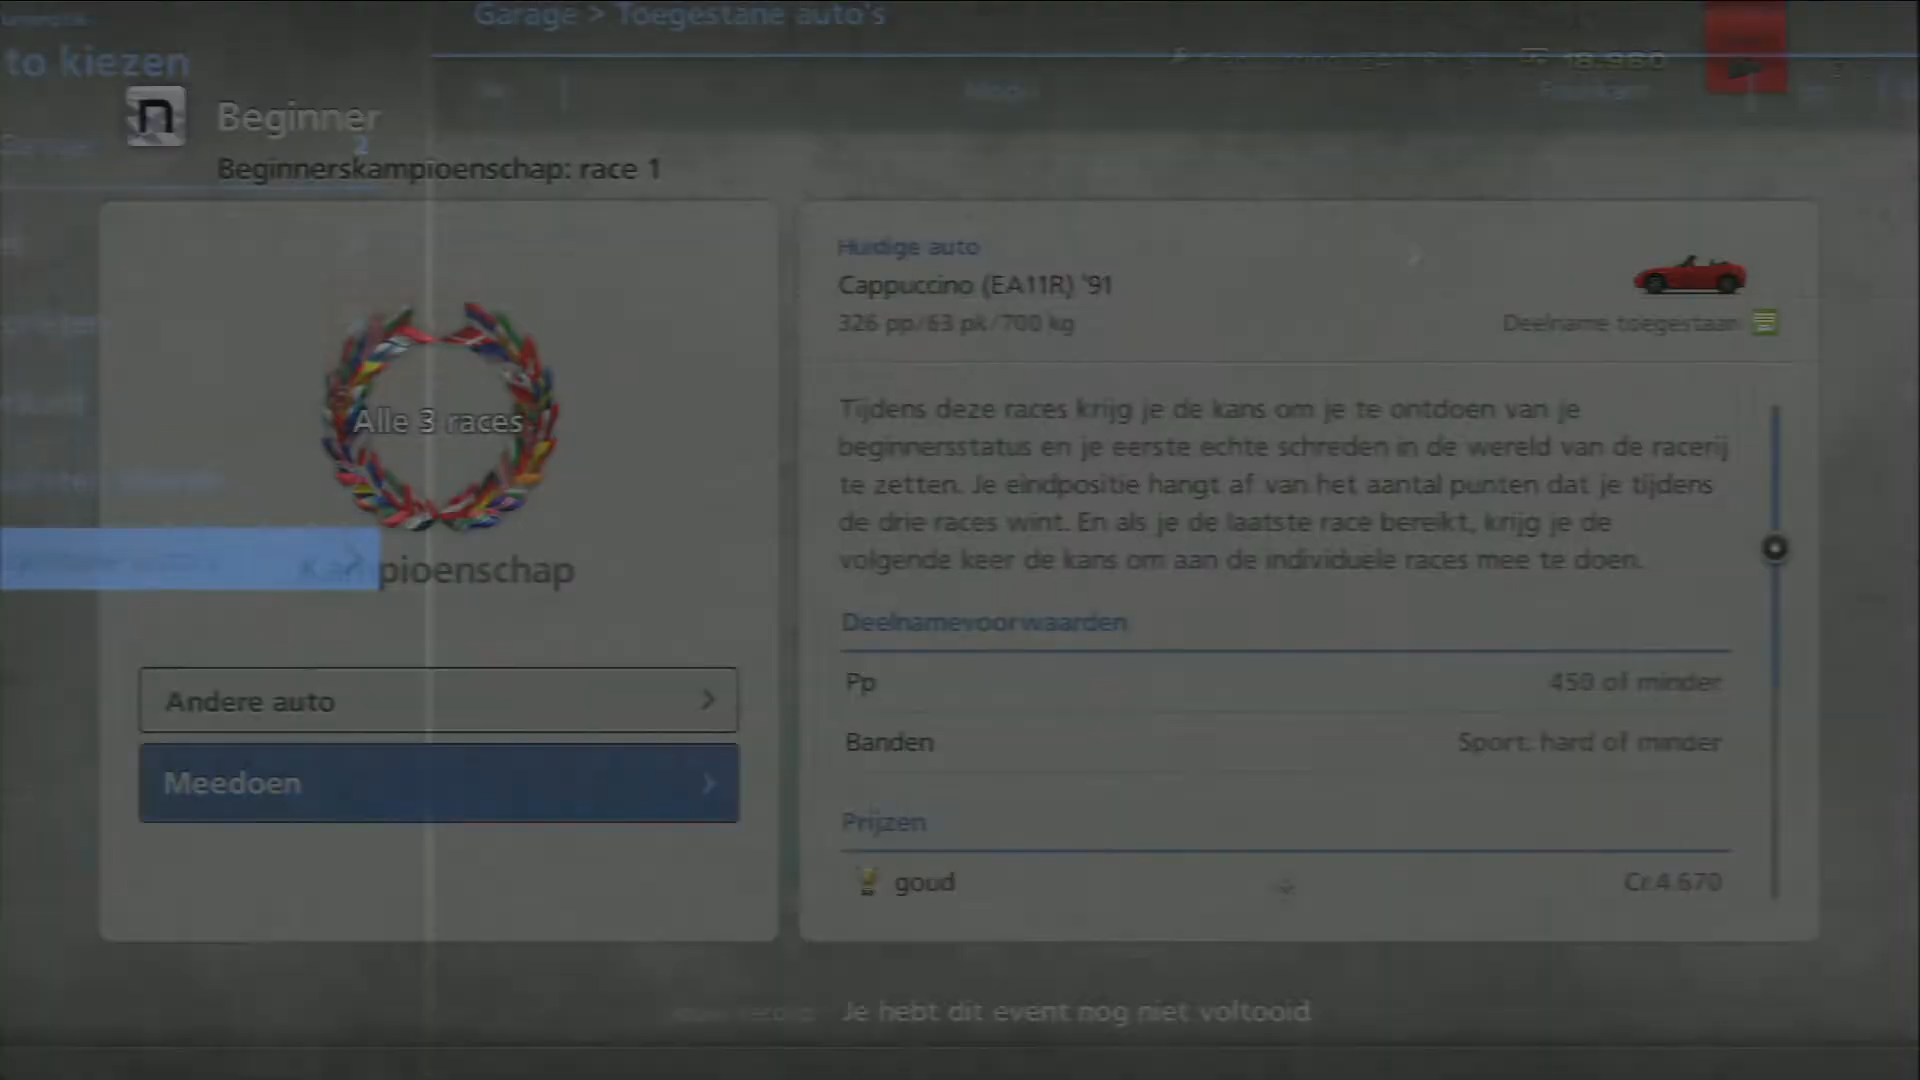 Garage > Toegestane auto's
to kiezen
18.980
n
Beginner
2
Beginnerskampioenschap: race 1
Huidige auto
Cappuccino (EA11R) '91
326 pp/63 pk/700 kg
Deelname toegestaan
Alle 3 races
Kampioenschap
Tijdens deze races krijg je de kans om je te ontdoen van je
beginnersstatus en je eerste echte schreden in de wereld van de racerij
te zetten. Je eindpositie hangt af van het aantal punten dat je tijdens
de drie races wint. En als je de laatste race bereikt, krijg je de
volgende keer de kans om aan de individuele races mee te doen.
Deelnamevoorwaarden
Pp 450 of minder
Banden Sport: hard of minder
Prijzen
goud Cr.4.670
Andere auto >
Meedoen >
Je hebt dit event nog niet voltooid